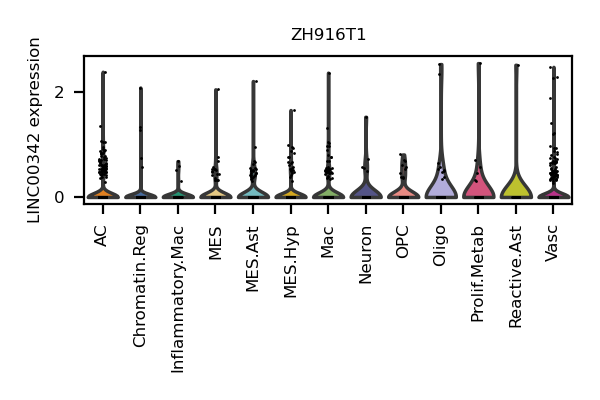 ZH916T1
LINC00342 expression
2
0
AC
Chromatin.Reg
Inflammatory.Mac
MES
MES.Ast
MES.Hyp
Mac
Neuron
OPC
Oligo
Prolif.Metab
Reactive.Ast
Vasc